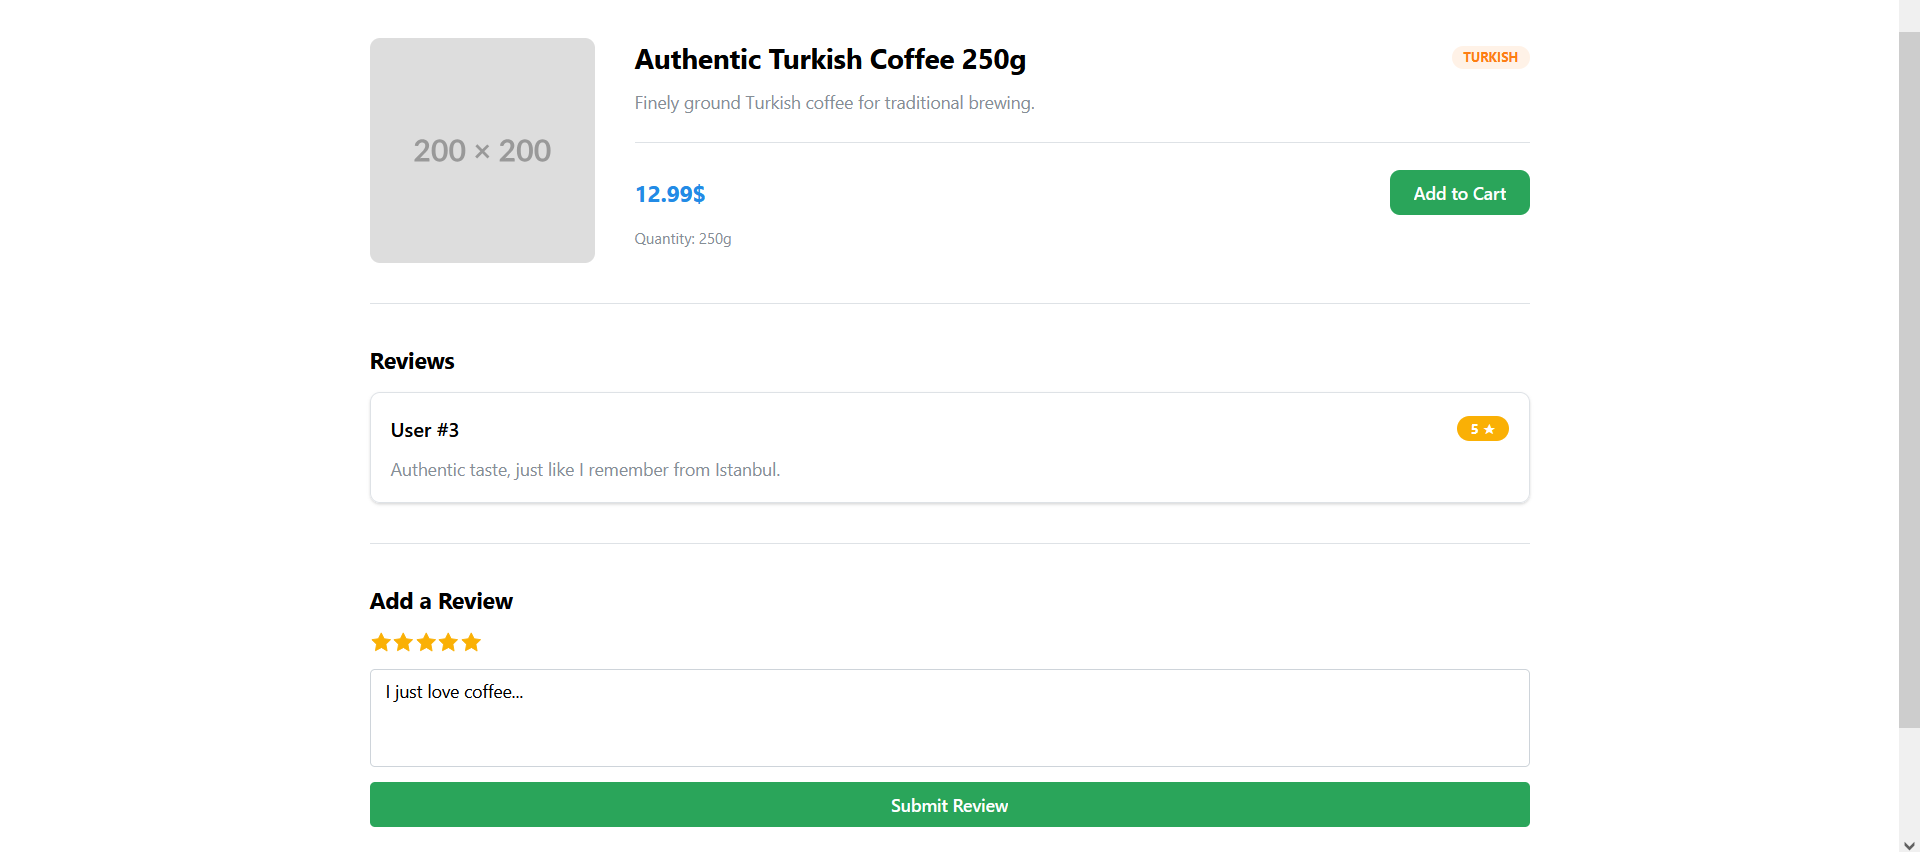 200 × 200
Authentic Turkish Coffee 250g
TURKISH
Finely ground Turkish coffee for traditional brewing.
12.99$
Add to Cart
Quantity: 250g
Reviews
User #3
5 ★
Authentic taste, just like I remember from Istanbul.
Add a Review
I just love coffee...
Submit Review